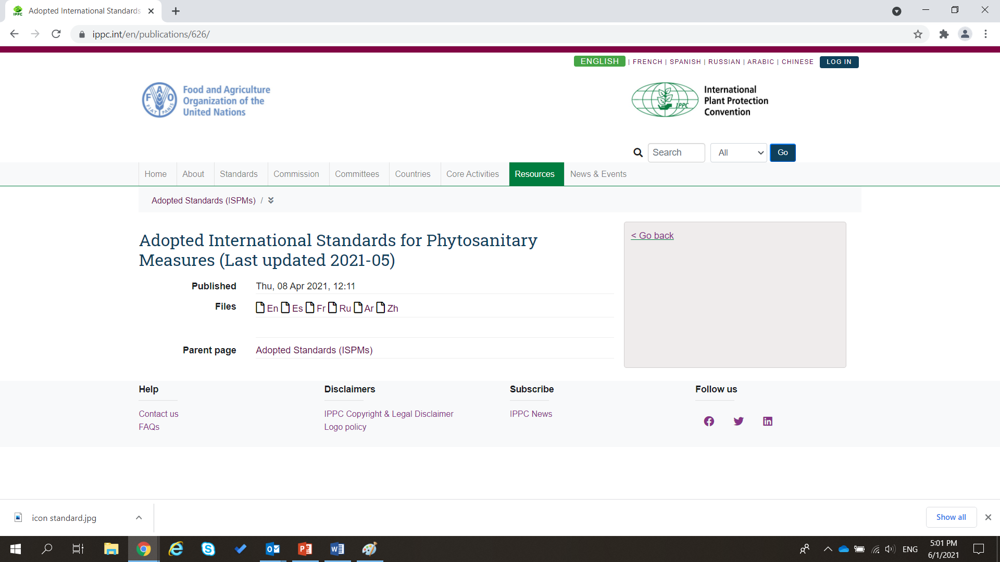 Adopted International Standards
ippc.int/en/publications/626/
ENGLISH | FRENCH | SPANISH | RUSSIAN | ARABIC | CHINESE LOG IN
FAO
FIAT PANIS
Food and Agriculture
Organization of the
United Nations
IPPC
International
Plant Protection
Convention
Search All Go
Home About Standards Commission Committees Countries Core Activities Resources News & Events
Adopted Standards (ISPMs) /
Adopted International Standards for Phytosanitary
Measures (Last updated 2021-05)
< Go back
Published Thu, 08 Apr 2021, 12:11
Files En Es Fr Ru Ar Zh
Parent page Adopted Standards (ISPMs)
Help Disclaimers Subscribe Follow us
Contact us IPPC Copyright & Legal Disclaimer IPPC News
FAQs Logo policy
icon standard.jpg Show all
ENG 5:01 PM
6/1/2021